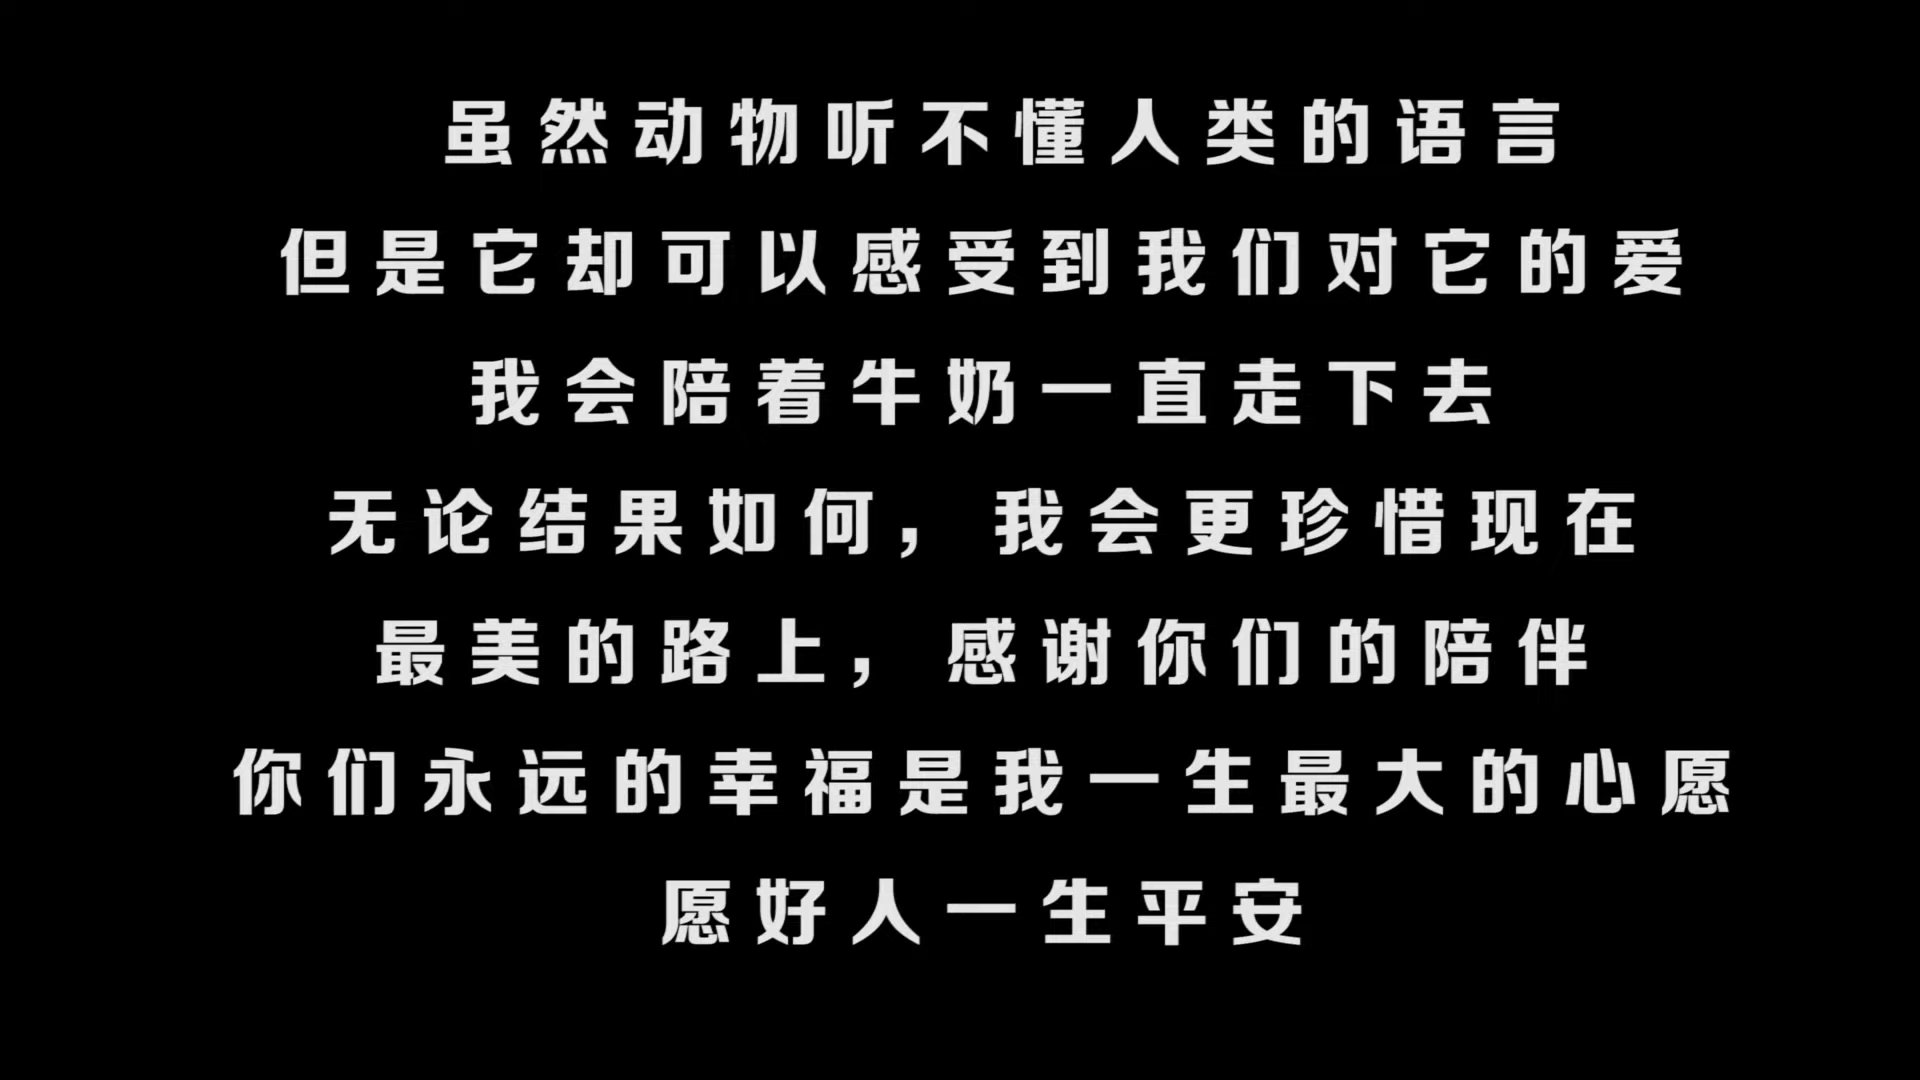 虽然动物听不懂人类的语言
但是它却可以感受到我们对它的爱
我会陪着牛奶一直走下去
无论结果如何，我会更珍惜现在
最美的路上，感谢你们的陪伴
你们永远的幸福是我一生最大的心愿
愿好人一生平安